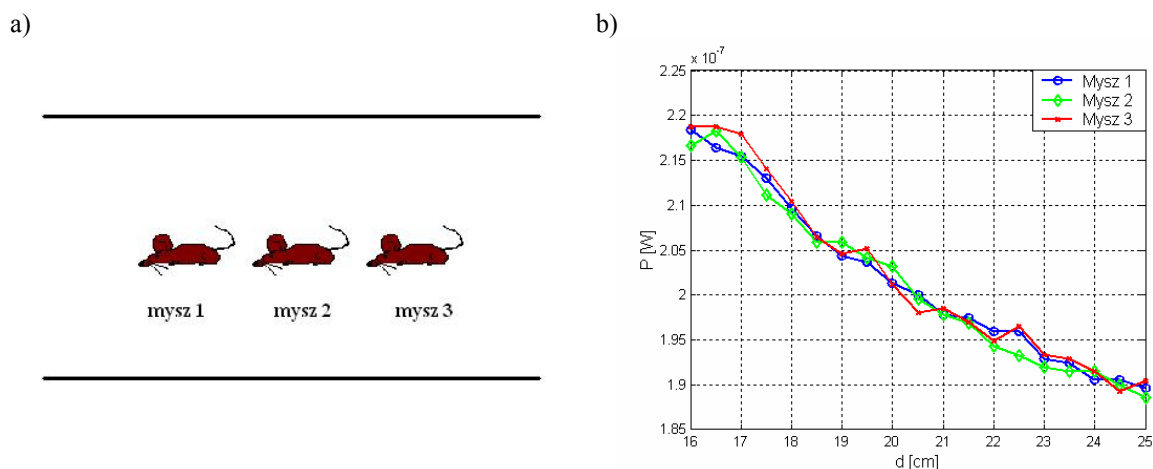 a)
mysz 1 mysz 2 mysz 3
b)
x 10⁻⁷
2.25
2.2
2.15
2.1
2.05
2
1.95
1.9
1.85
P [W]
Mysz 1
Mysz 2
Mysz 3
16 17 18 19 20 21 22 23 24 25
d [cm]